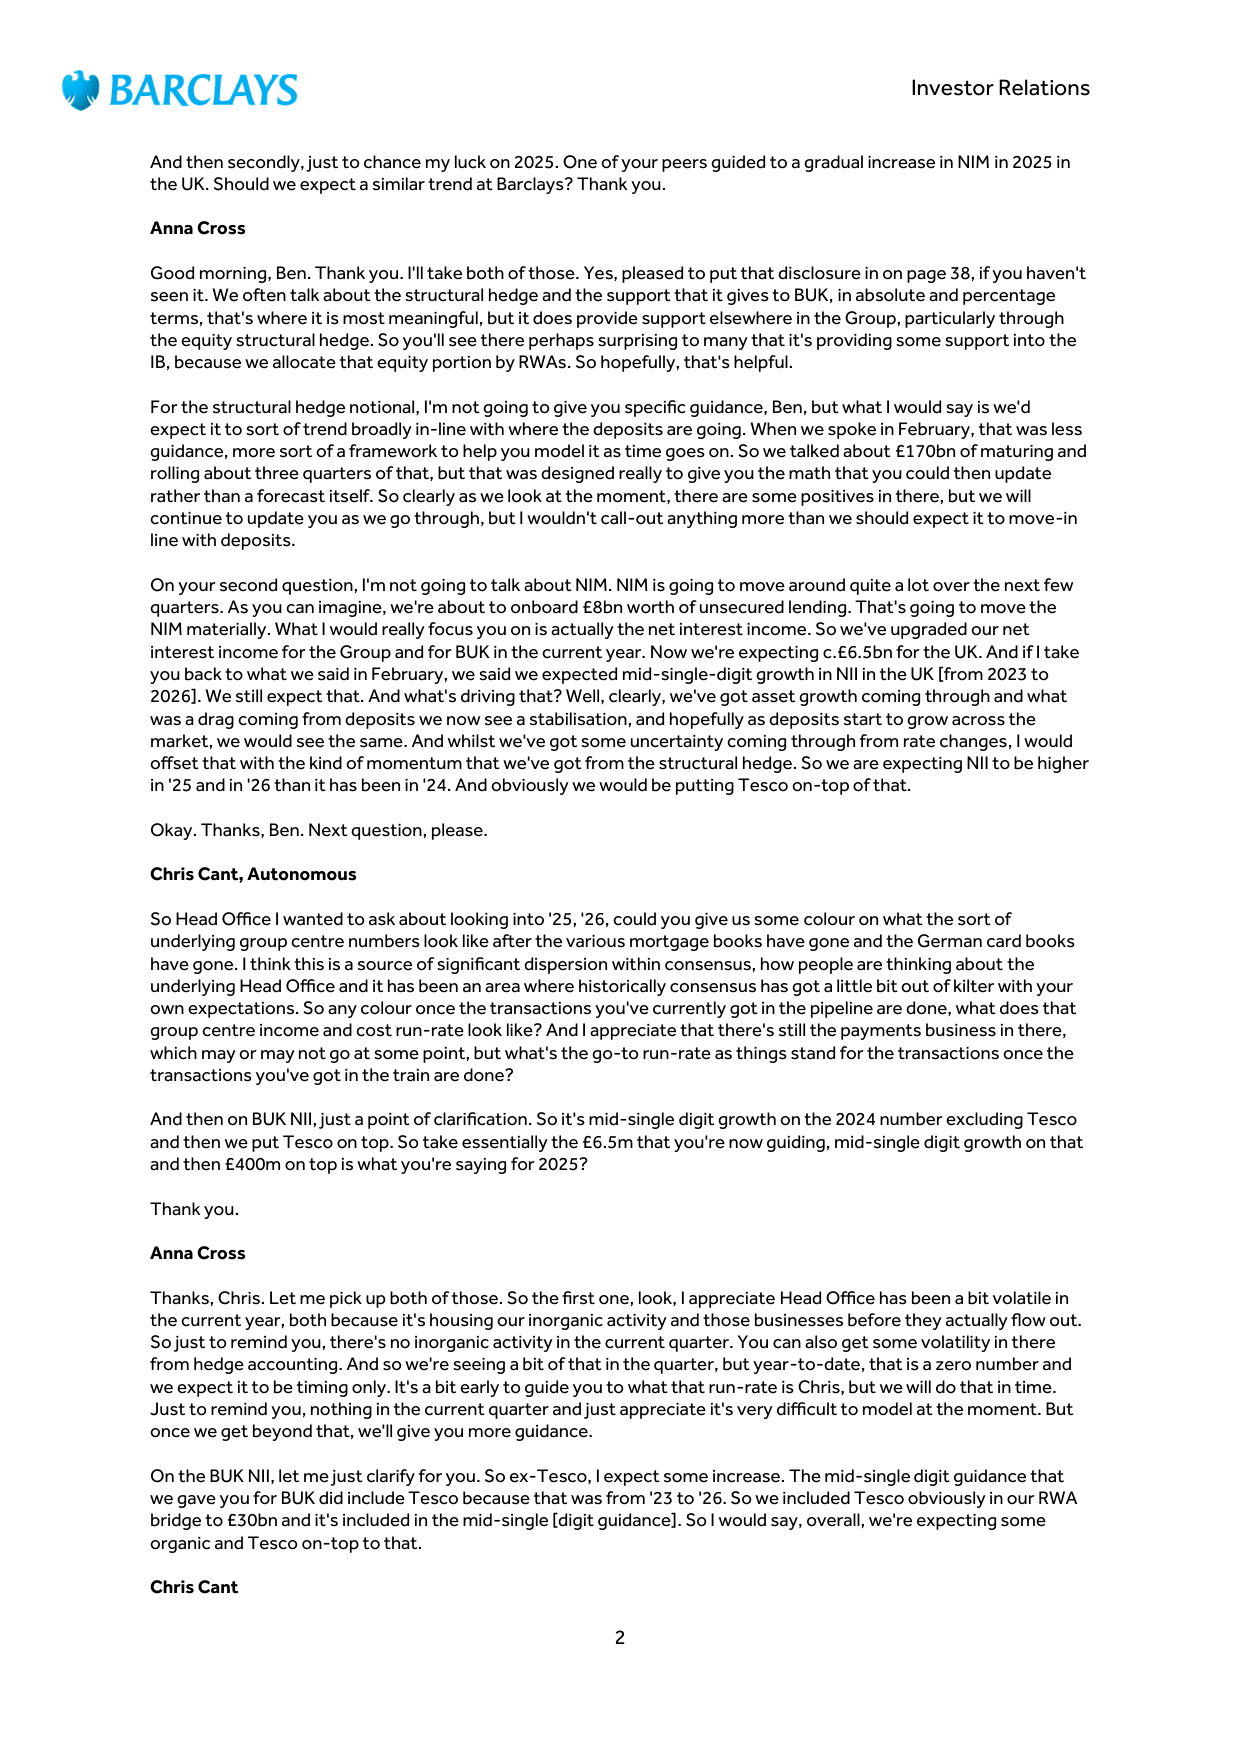 BARCLAYS
Investor Relations
And then secondly, just to chance my luck on 2025. One of your peers guided to a gradual increase in NIM in 2025 in
the UK. Should we expect a similar trend at Barclays? Thank you.
Anna Cross
Good morning, Ben. Thank you. I'll take both of those. Yes, pleased to put that disclosure in on page 38, if you haven't
seen it. We often talk about the structural hedge and the support that it gives to BUK, in absolute and percentage
terms, that's where it is most meaningful, but it does provide support elsewhere in the Group, particularly through
the equity structural hedge. So you'll see there perhaps surprising to many that it's providing some support into the
IB, because we allocate that equity portion by RWAs. So hopefully, that's helpful.
For the structural hedge notional, I'm not going to give you specific guidance, Ben, but what I would say is we'd
expect it to sort of trend broadly in-line with where the deposits are going. When we spoke in February, that was less
guidance, more sort of a framework to help you model it as time goes on. So we talked about £170bn of maturing and
rolling about three quarters of that, but that was designed really to give you the math that you could then update
rather than a forecast itself. So clearly as we look at the moment, there are some positives in there, but we will
continue to update you as we go through, but I wouldn't call-out anything more than we should expect it to move-in
line with deposits.
On your second question, I'm not going to talk about NIM. NIM is going to move around quite a lot over the next few
quarters. As you can imagine, we're about to onboard £8bn worth of unsecured lending. That's going to move the
NIM materially. What I would really focus you on is actually the net interest income. So we've upgraded our net
interest income for the Group and for BUK in the current year. Now we're expecting c.£6.5bn for the UK. And if I take
you back to what we said in February, we said we expected mid-single-digit growth in NII in the UK [from 2023 to
2026]. We still expect that. And what's driving that? Well, clearly, we've got asset growth coming through and what
was a drag coming from deposits we now see a stabilisation, and hopefully as deposits start to grow across the
market, we would see the same. And whilst we've got some uncertainty coming through from rate changes, I would
offset that with the kind of momentum that we've got from the structural hedge. So we are expecting NII to be higher
in '25 and in '26 than it has been in '24. And obviously we would be putting Tesco on-top of that.
Okay. Thanks, Ben. Next question, please.
Chris Cant, Autonomous
So Head Office I wanted to ask about looking into '25, '26, could you give us some colour on what the sort of
underlying group centre numbers look like after the various mortgage books have gone and the German card books
have gone. I think this is a source of significant dispersion within consensus, how people are thinking about the
underlying Head Office and it has been an area where historically consensus has got a little bit out of kilter with your
own expectations. So any colour once the transactions you've currently got in the pipeline are done, what does that
group centre income and cost run-rate look like? And I appreciate that there's still the payments business in there,
which may or may not go at some point, but what's the go-to run-rate as things stand for the transactions once the
transactions you've got in the train are done?
And then on BUK NII, just a point of clarification. So it's mid-single digit growth on the 2024 number excluding Tesco
and then we put Tesco on top. So take essentially the £6.5m that you're now guiding, mid-single digit growth on that
and then £400m on top is what you're saying for 2025?
Thank you.
Anna Cross
Thanks, Chris. Let me pick up both of those. So the first one, look, I appreciate Head Office has been a bit volatile in
the current year, both because it's housing our inorganic activity and those businesses before they actually flow out.
So just to remind you, there's no inorganic activity in the current quarter. You can also get some volatility in there
from hedge accounting. And so we're seeing a bit of that in the quarter, but year-to-date, that is a zero number and
we expect it to be timing only. It's a bit early to guide you to what that run-rate is Chris, but we will do that in time.
Just to remind you, nothing in the current quarter and just appreciate it's very difficult to model at the moment. But
once we get beyond that, we'll give you more guidance.
On the BUK NII, let me just clarify for you. So ex-Tesco, I expect some increase. The mid-single digit guidance that
we gave you for BUK did include Tesco because that was from '23 to '26. So we included Tesco obviously in our RWA
bridge to £30bn and it's included in the mid-single [digit guidance]. So I would say, overall, we're expecting some
organic and Tesco on-top to that.
Chris Cant
2